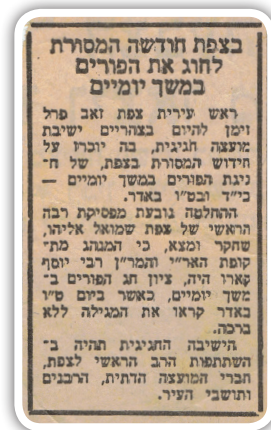 בצפת חודשה המסורת
לחוג את הפורים
במשך יומיים
ראש עירית צפת זאב פרל
זימן להיום בצהריים ישיבת
מועצה חגיגית, בה יוכרז על
חידוש המסורת בצפת, של ח־
גיגת הפורים במשך יומיים —
בי״ד ובט״ו באדר.
ההחלטה נובעת מפסיקת רבה
הראשי של צפת שמואל אליהו,
שחקר ומצא, כי המנהג מת־
קופת האר״י והמר״ן רבי יוסף
קארו היה, ציון חג הפורים ב־
משך יומיים, כאשר ביום ט״ו
באדר קראו את המגילה ללא
ברכה.
הישיבה החגיגית תהיה ב־
השתתפות הרב הראשי לצפת,
חברי המועצה הדתית, הרבנים
ותושבי העיר.